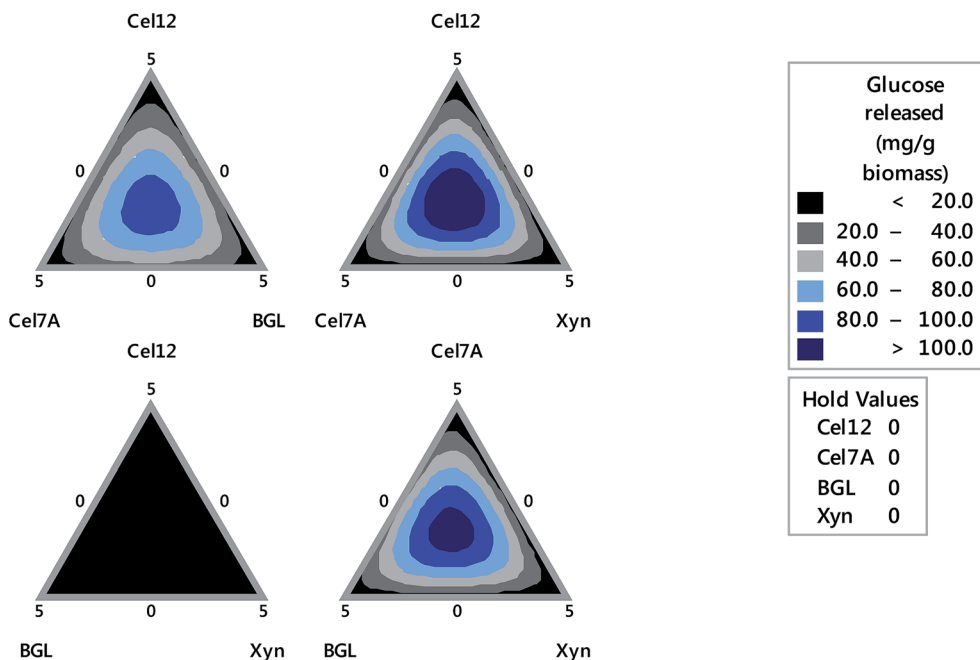 Cel12
5
0 0
5 0 5
Cel7A BGL
Cel12
5
0 0
5 0 5
Cel7A Xyn
Cel12
5
0 0
5 0 5
BGL Xyn
Cel7A
5
0 0
5 0 5
BGL Xyn
Glucose
released
(mg/g
biomass)
< 20.0
20.0 – 40.0
40.0 – 60.0
60.0 – 80.0
80.0 – 100.0
> 100.0
Hold Values
Cel12 0
Cel7A 0
BGL 0
Xyn 0